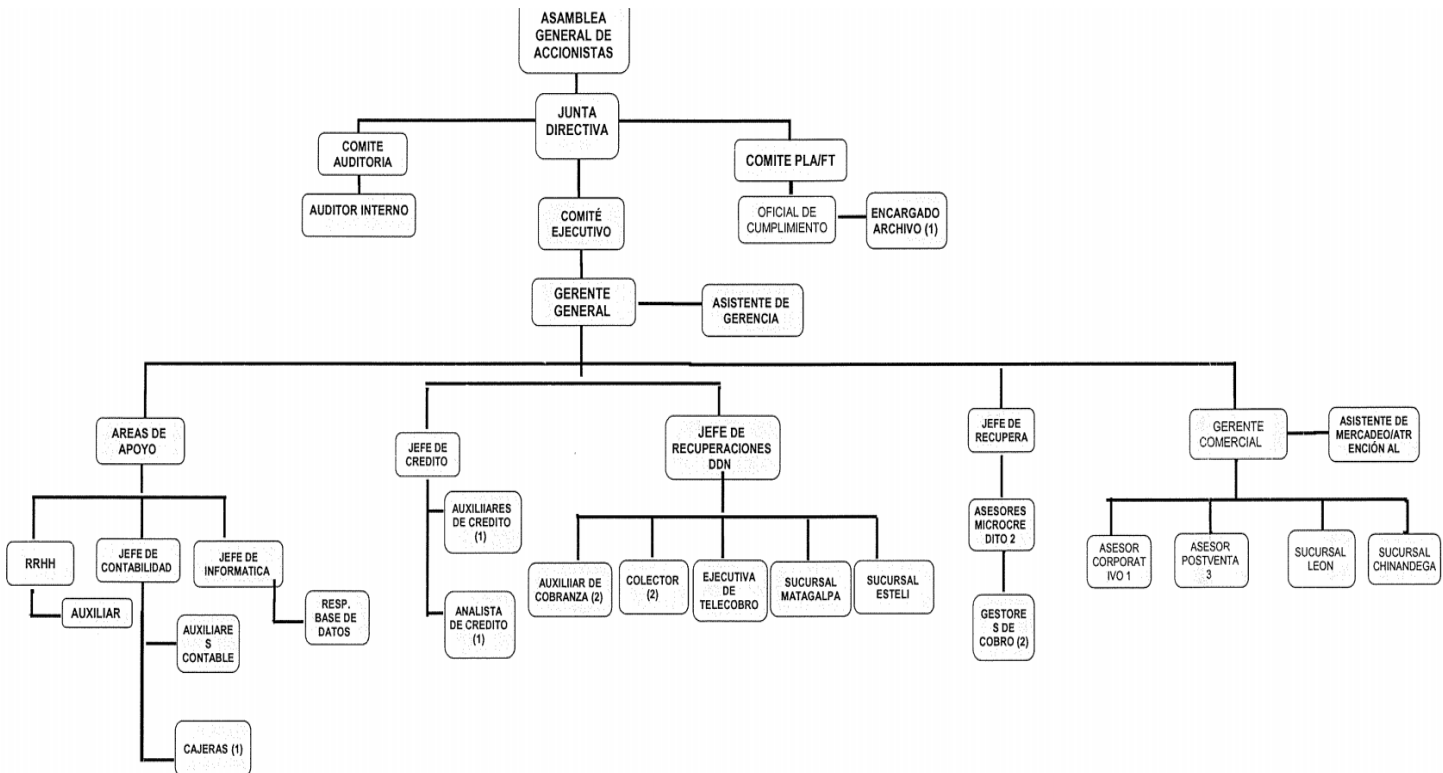 ASAMBLEA
GENERAL DE
ACCIONISTAS
JUNTA
DIRECTIVA
COMITE
AUDITORIA
COMITE PLA/FT
AUDITOR INTERNO
COMITÉ
EJECUTIVO
OFICIAL DE
CUMPLIMIENTO
ENCARGADO
ARCHIVO (1)
GERENTE
GENERAL
ASISTENTE DE
GERENCIA
AREAS DE
APOYO
JEFE DE
CREDITO
JEFE DE
RECUPERACIONES
DDN
JEFE DE
RECUPERA
GERENTE
COMERCIAL
ASISTENTE DE
MERCADEO/ATR
ENCIÓN AL
RRHH
JEFE DE
CONTABILIDAD
JEFE DE
INFORMATICA
AUXILIIARES
DE CREDITO
(1)
ASESORES
MICROCRE
DITO 2
AUXILIIAR DE
COBRANZA (2)
COLECTOR
(2)
EJECUTIVA
DE
TELECOBRO
SUCURSAL
MATAGALPA
SUCURSAL
ESTELI
ASESOR
CORPORAT
IVO 1
ASESOR
POSTVENTA
3
SUCURSAL
LEON
SUCURSAL
CHINANDEGA
AUXILIAR
AUXILIARE
S
CONTABLE
RESP.
BASE DE
DATOS
ANALISTA
DE CREDITO
(1)
GESTORE
S DE
COBRO (2)
CAJERAS (1)